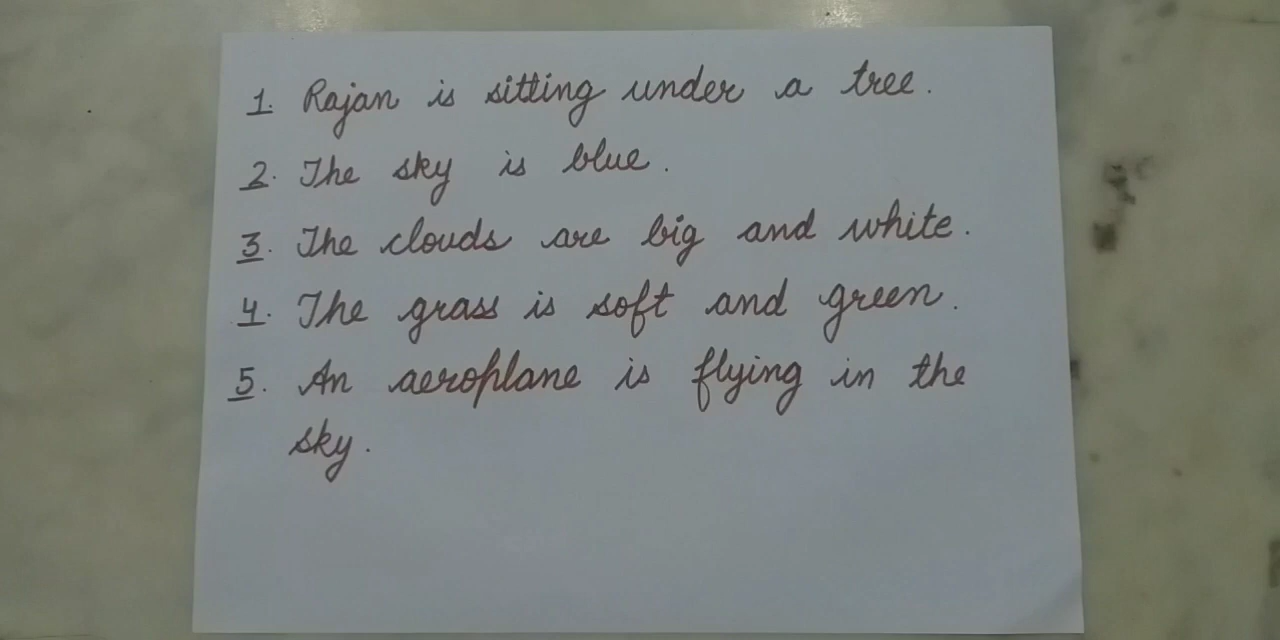 1. Rajan is sitting under a tree.
2. The sky is blue.
3. The clouds are big and white.
4. The grass is soft and green.
5. An aeroplane is flying in the
sky.